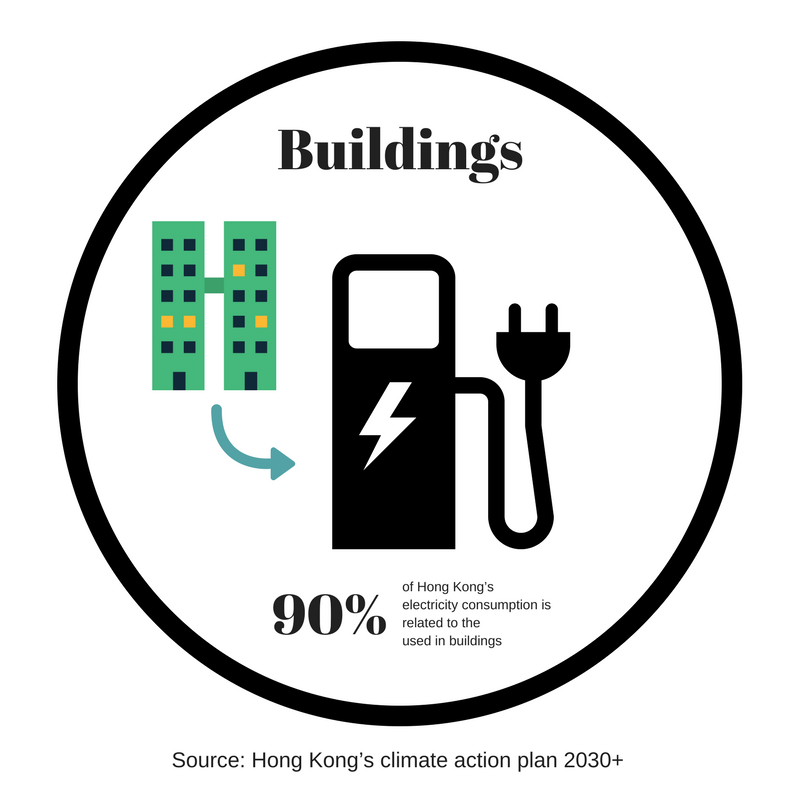 Buildings
90%
of Hong Kong’s
electricity consumption is
related to the
used in buildings
Source: Hong Kong’s climate action plan 2030+